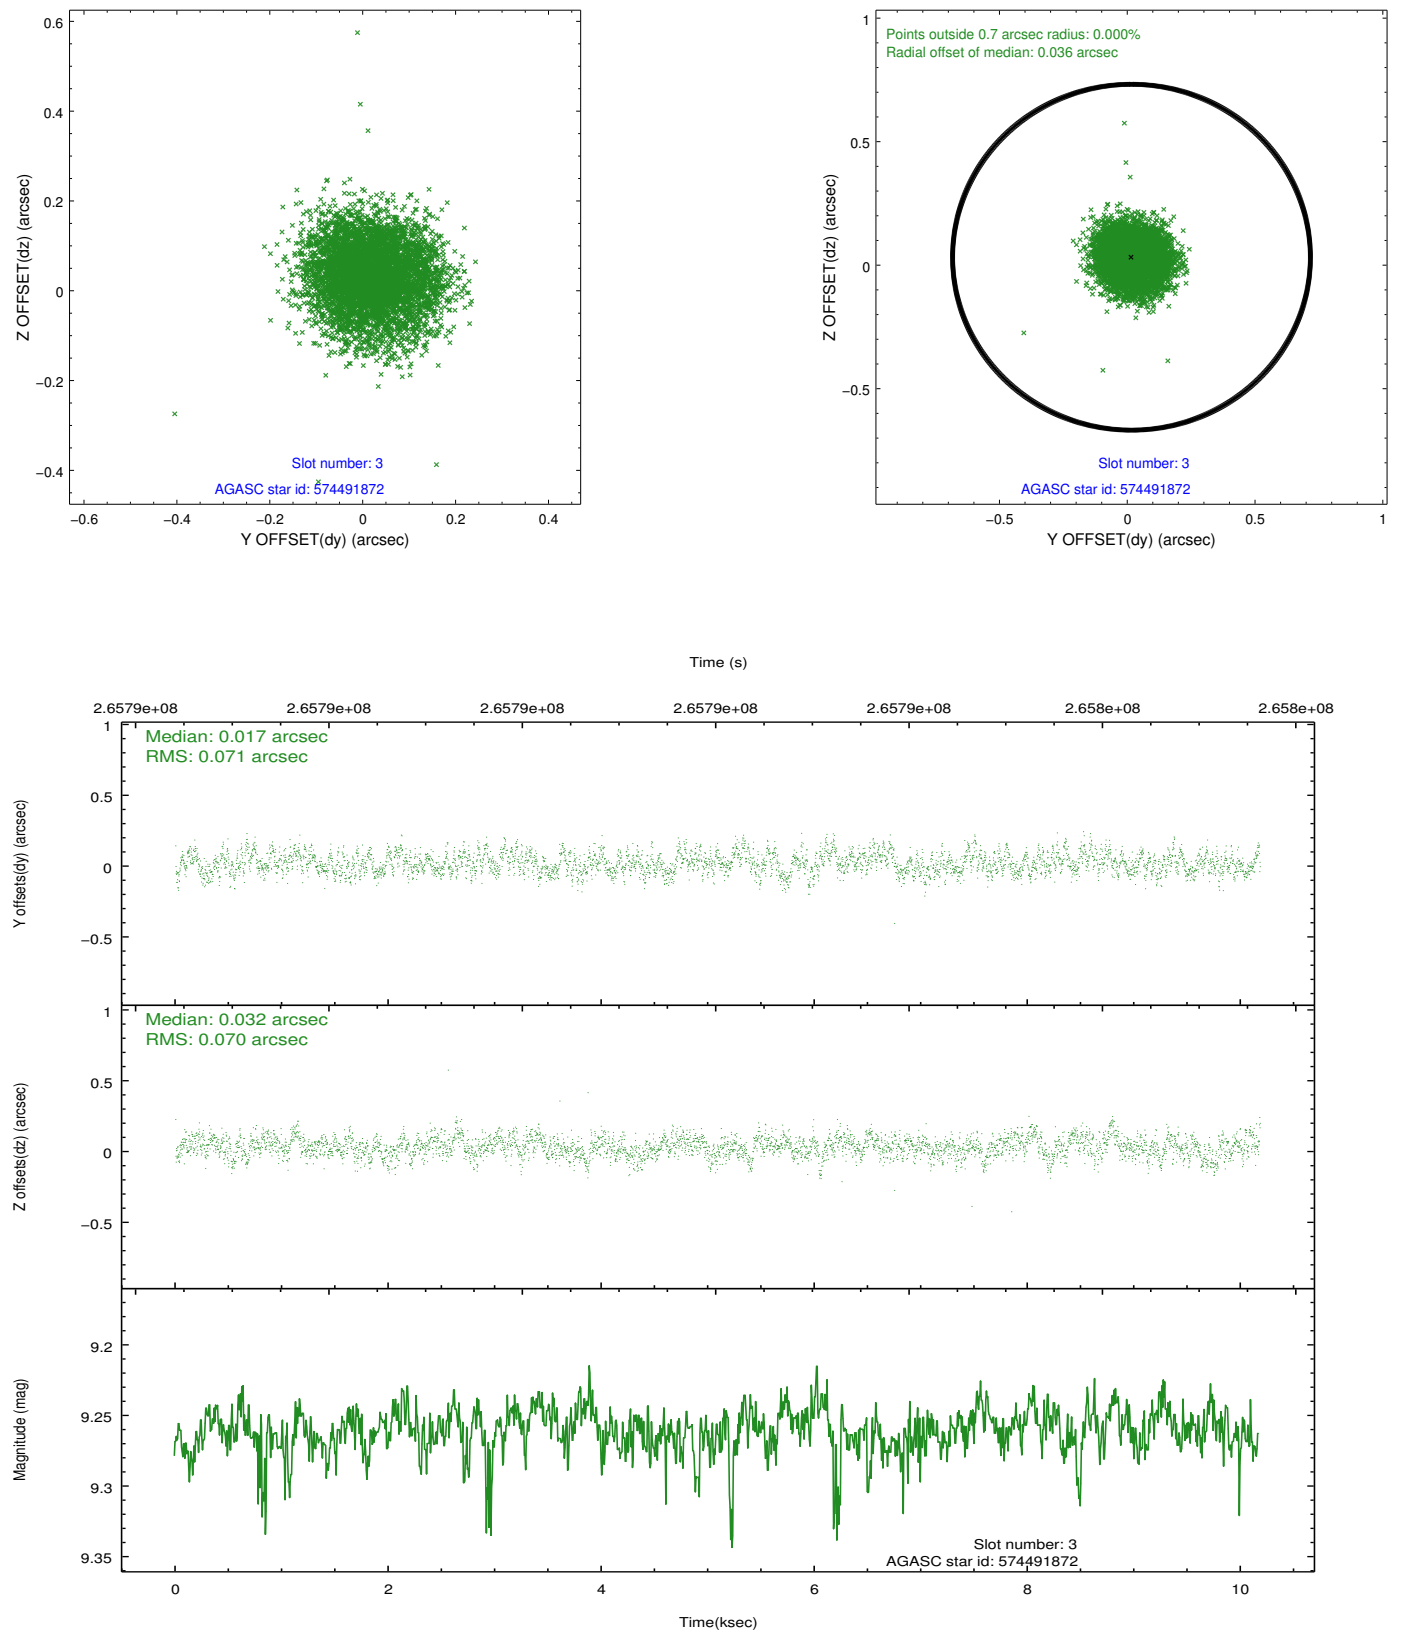 0.6
0.4
0.2
0
−0.2
−0.4
−0.6
−0.4
−0.2
0
0.2
0.4
Z OFFSET(dz) (arcsec)
Y OFFSET(dy) (arcsec)
Slot number: 3
AGASC star id: 574491872
Points outside 0.7 arcsec radius: 0.000%
Radial offset of median: 0.036 arcsec
1
0.5
0
−0.5
−0.5
0
0.5
1
Z OFFSET(dz) (arcsec)
Y OFFSET(dy) (arcsec)
Slot number: 3
AGASC star id: 574491872
Time (s)
2.6579e+08 2.6579e+08 2.6579e+08 2.6579e+08 2.6579e+08 2.658e+08 2.658e+08
Median: 0.017 arcsec
RMS: 0.071 arcsec
1
0.5
0
−0.5
Y offsets(dy) (arcsec)
Median: 0.032 arcsec
RMS: 0.070 arcsec
1
0.5
0
−0.5
Z offsets(dz) (arcsec)
9.2
9.25
9.3
9.35
Magnitude (mag)
Slot number: 3
AGASC star id: 574491872
0 2 4 6 8 10
Time(ksec)